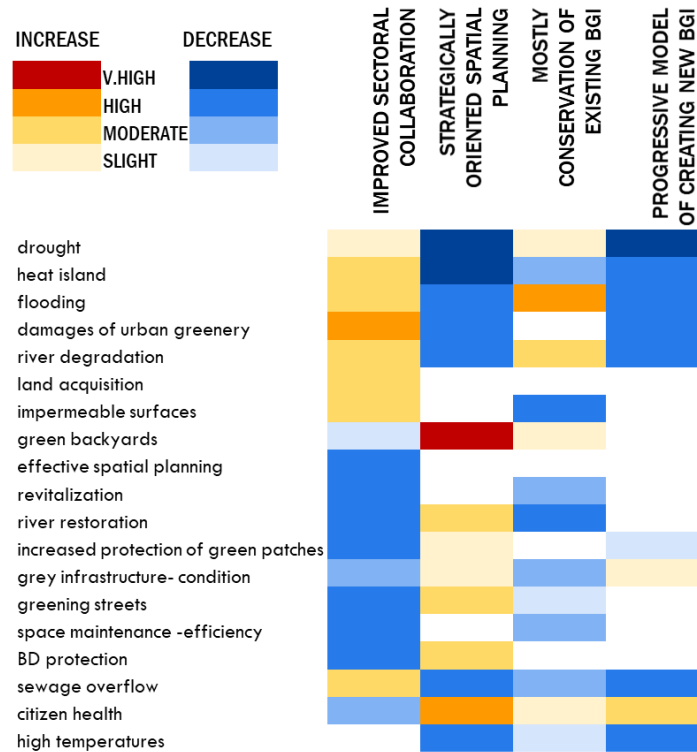 INCREASE
DECREASE
V.HIGH
HIGH
MODERATE
SLIGHT
IMPROVED SECTORAL
COLLABORATION
STRATEGICALLY
ORIENTED SPATIAL
PLANNING
MOSTLY
CONSERVATION OF
EXISTING BGI
PROGRESSIVE MODEL
OF CREATING NEW BGI
drought
heat island
flooding
damages of urban greenery
river degradation
land acquisition
impermeable surfaces
green backyards
effective spatial planning
revitalization
river restoration
increased protection of green patches
grey infrastructure- condition
greening streets
space maintenance -efficiency
BD protection
sewage overflow
citizen health
high temperatures